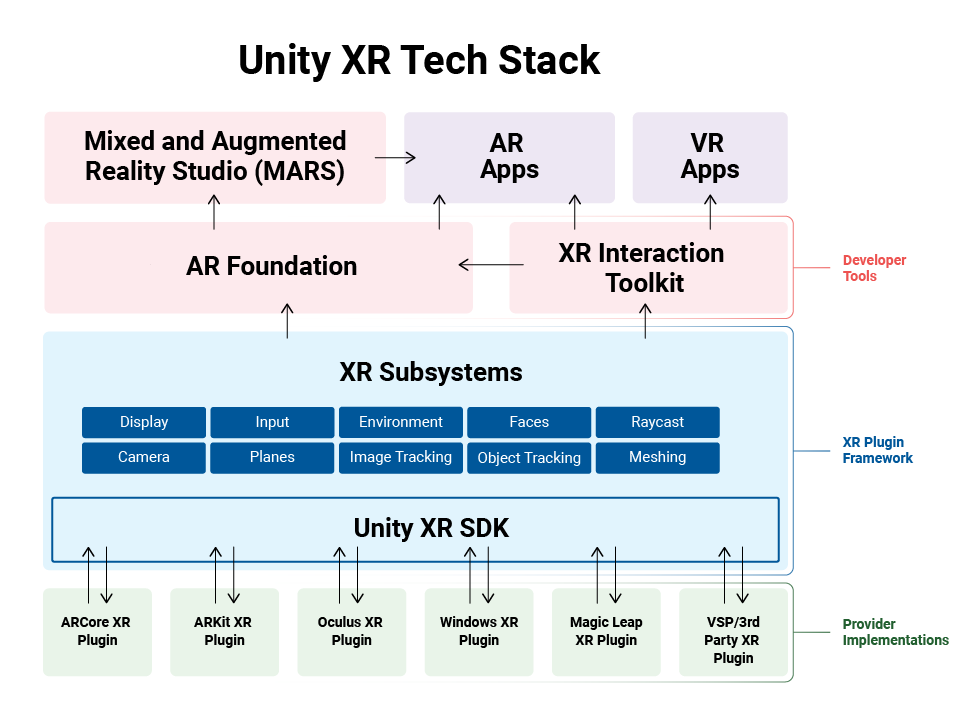 Unity XR Tech Stack
Mixed and Augmented
Reality Studio (MARS)
AR
Apps
VR
Apps
AR Foundation
XR Interaction
Toolkit
Developer
Tools
XR Subsystems
Display
Input
Environment
Faces
Raycast
Camera
Planes
Image Tracking
Object Tracking
Meshing
XR Plugin
Framework
Unity XR SDK
ARCore XR
Plugin
ARKit XR
Plugin
Oculus XR
Plugin
Windows XR
Plugin
Magic Leap
XR Plugin
VSP/3rd
Party XR
Plugin
Provider
Implementations